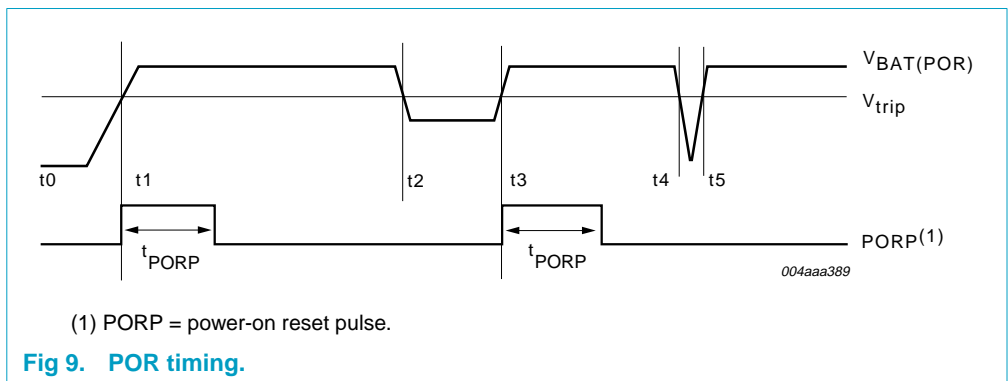 V_BAT(POR)
V_trip
t0 t1 t2 t3 t4 t5
t_PORP t_PORP PORP(1)
004aaa389
(1) PORP = power-on reset pulse.
Fig 9. POR timing.